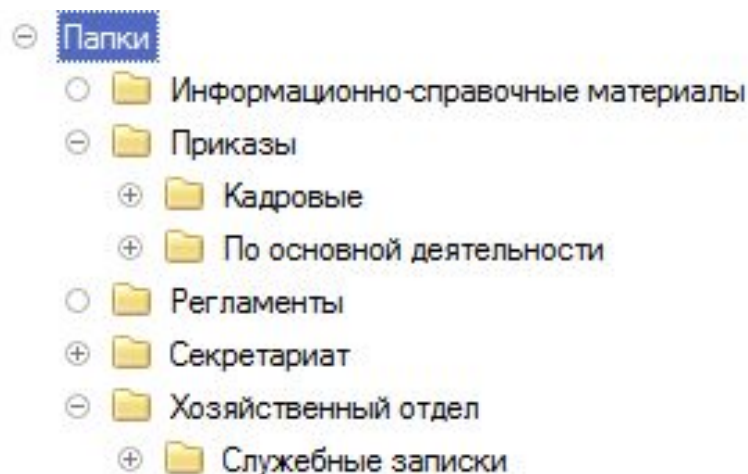 Папки
Информационно-справочные материалы
Приказы
Кадровые
По основной деятельности
Регламенты
Секретариат
Хозяйственный отдел
Служебные записки